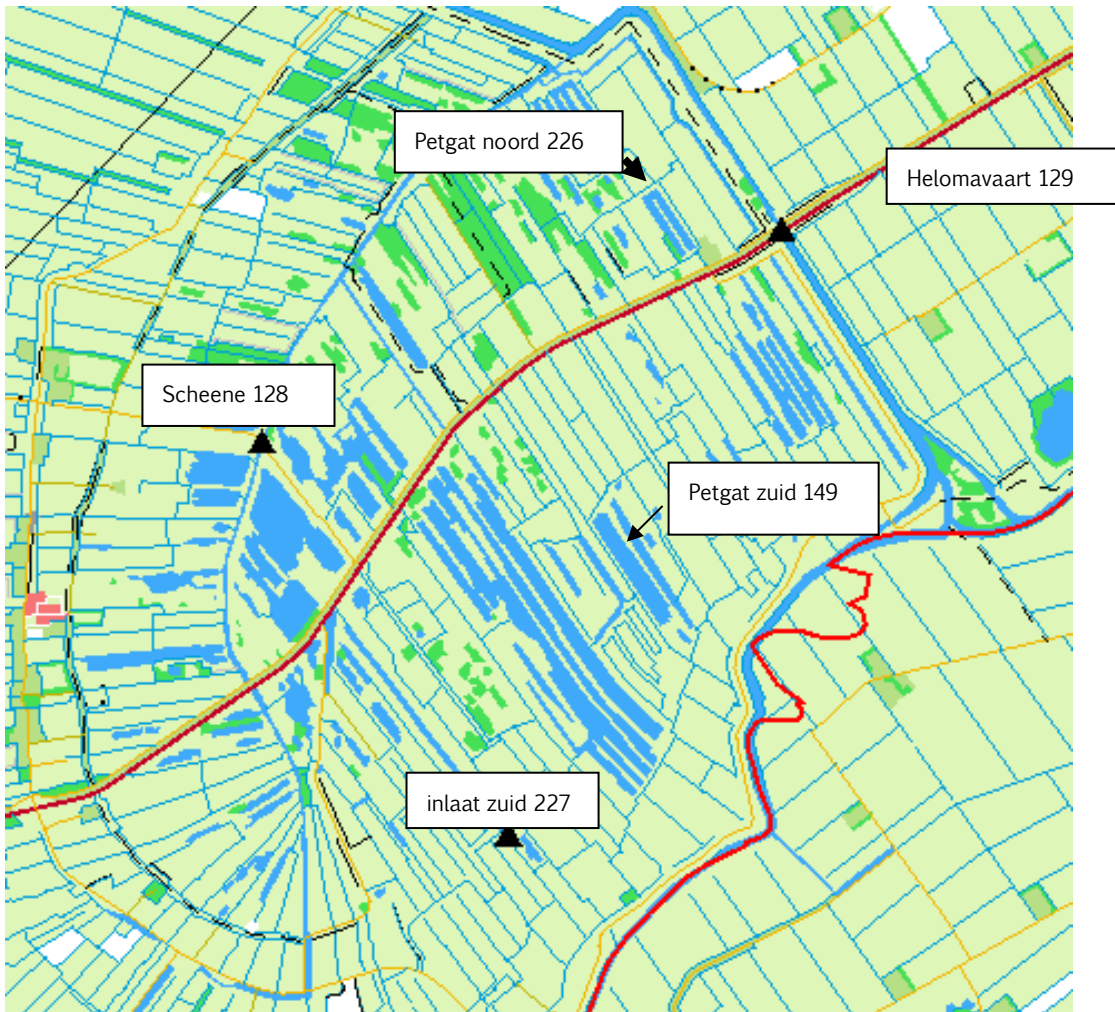 Petgat noord 226
Helomavaart 129
Scheene 128
Petgat zuid 149
inlaat zuid 227